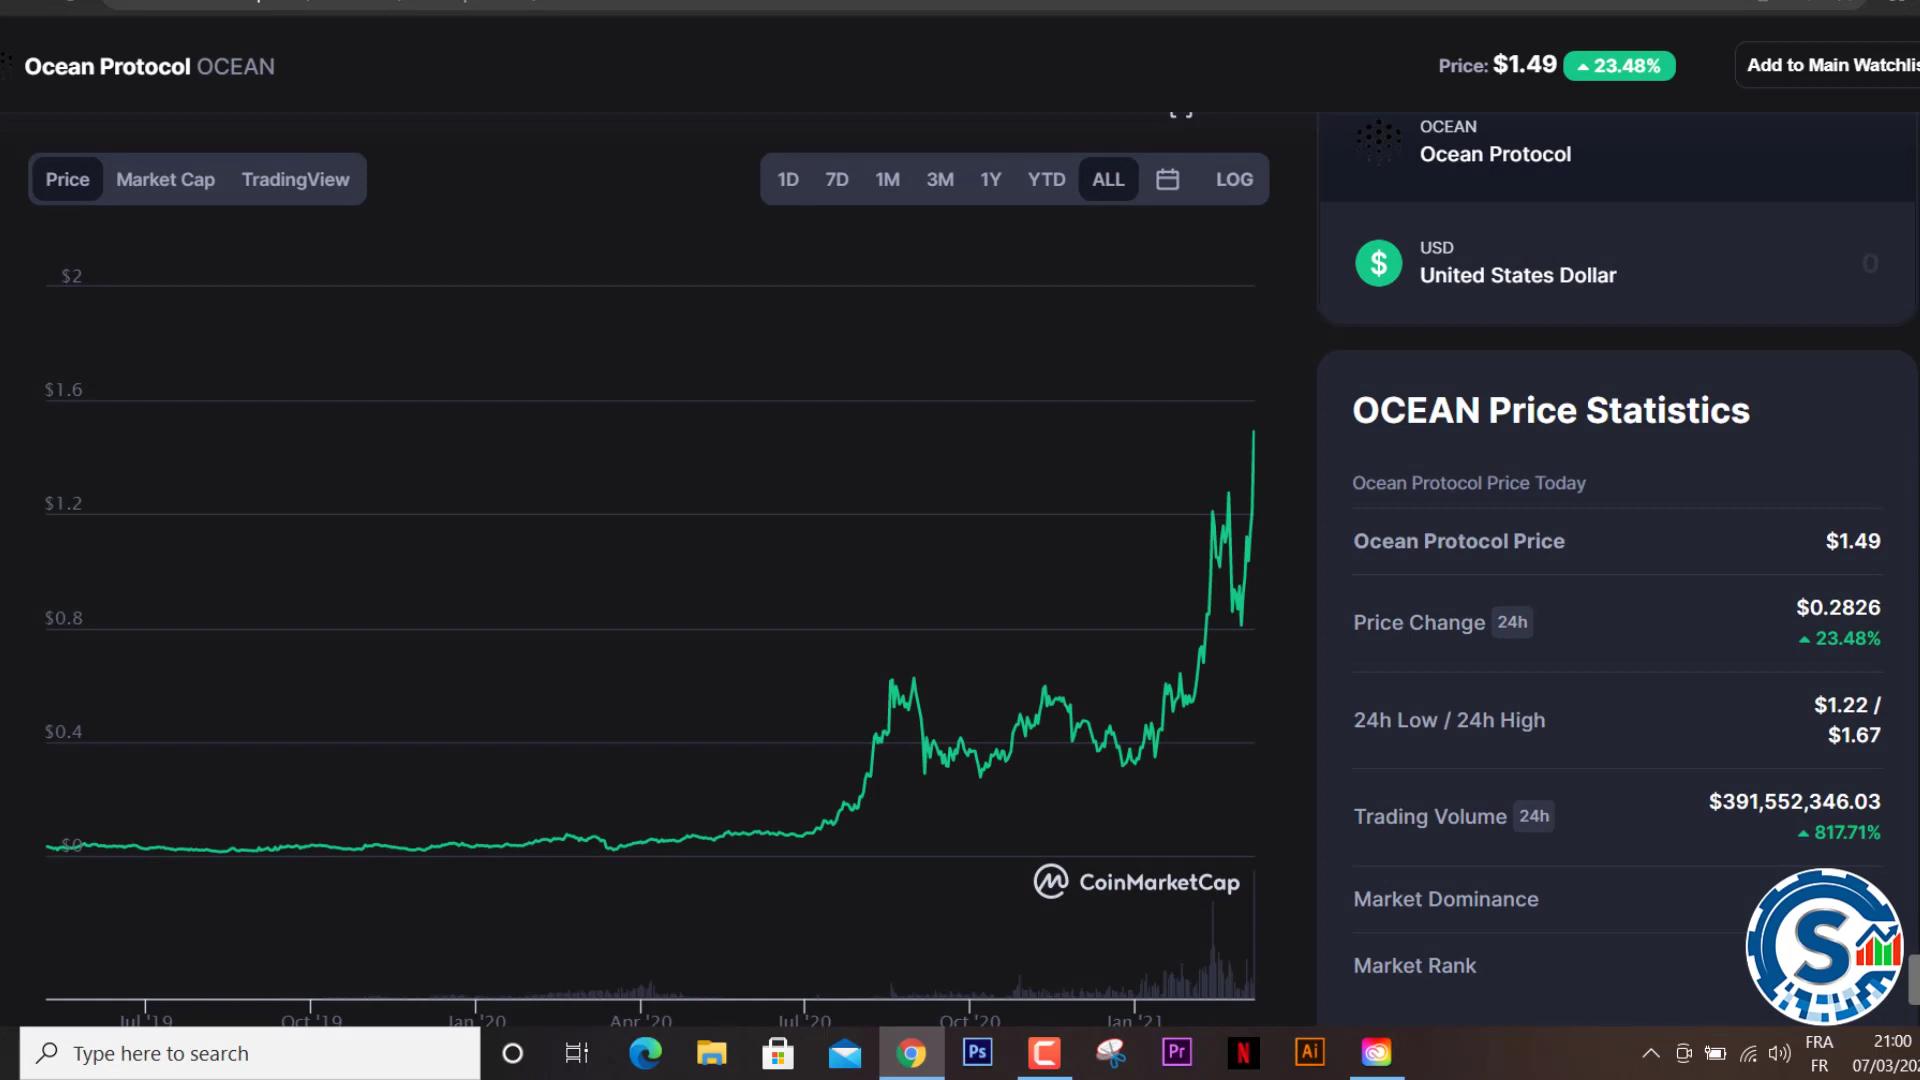 Ocean Protocol OCEAN
Price: $1.49 23.48%
Add to Main
Price Market Cap TradingView
1D 7D 1M 3M 1Y YTD ALL LOG
OCEAN
Ocean Protocol
USD
United States Dollar
0
$2
$1.6
$1.2
$0.8
$0.4
$0
CoinMarketCap
Jul '19 Oct '19 Jan '20 Apr '20 Jul '20 Oct '20 Jan '21
OCEAN Price Statistics
Ocean Protocol Price Today
Ocean Protocol Price $1.49
Price Change 24h $0.2826
23.48%
24h Low / 24h High $1.22 /
$1.67
Trading Volume 24h $391,552,346.03
817.71%
Market Dominance
Market Rank
S
Type here to search
Ps
Pr
N
Ai
FRA
FR
21:00